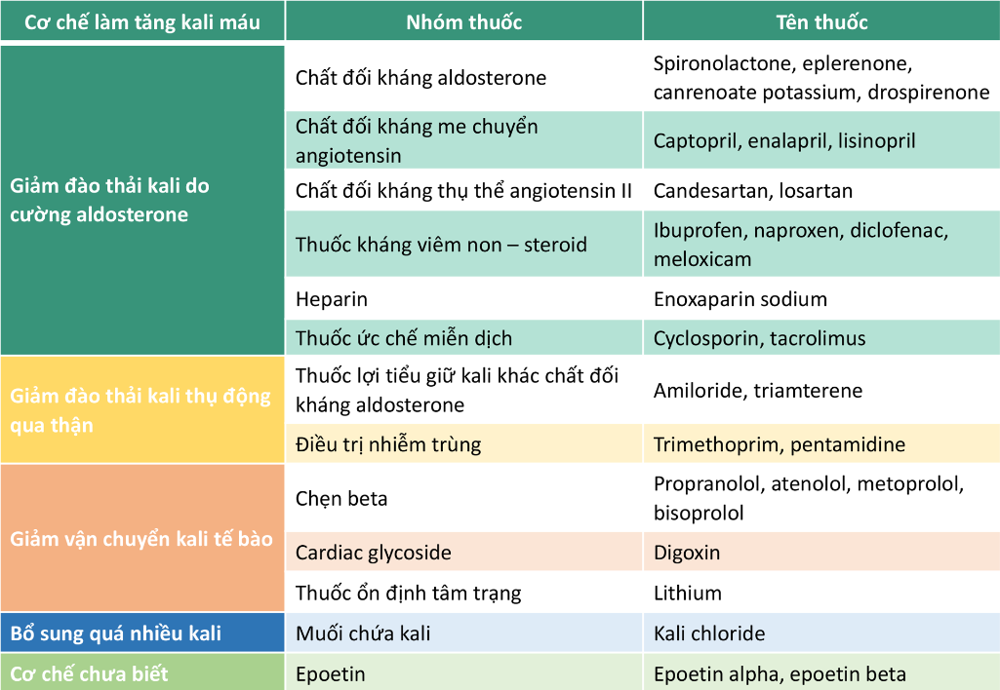 Cơ chế làm tăng kali máu
Nhóm thuốc
Tên thuốc
Giảm đào thải kali do
cường aldosterone
Chất đối kháng aldosterone
Spironolactone, eplerenone,
canrenoate potassium, drospirenone
Chất đối kháng me chuyển
angiotensin
Captopril, enalapril, lisinopril
Chất đối kháng thụ thể angiotensin II
Candesartan, losartan
Thuốc kháng viêm non – steroid
Ibuprofen, naproxen, diclofenac,
meloxicam
Heparin
Enoxaparin sodium
Thuốc ức chế miễn dịch
Cyclosporin, tacrolimus
Giảm đào thải kali thụ động
qua thận
Thuốc lợi tiểu giữ kali khác chất đối
kháng aldosterone
Amiloride, triamterene
Điều trị nhiễm trùng
Trimethoprim, pentamidine
Giảm vận chuyển kali tế bào
Chẹn beta
Propranolol, atenolol, metoprolol,
bisoprolol
Cardiac glycoside
Digoxin
Thuốc ổn định tâm trạng
Lithium
Bổ sung quá nhiều kali
Muối chứa kali
Kali chloride
Cơ chế chưa biết
Epoetin
Epoetin alpha, epoetin beta